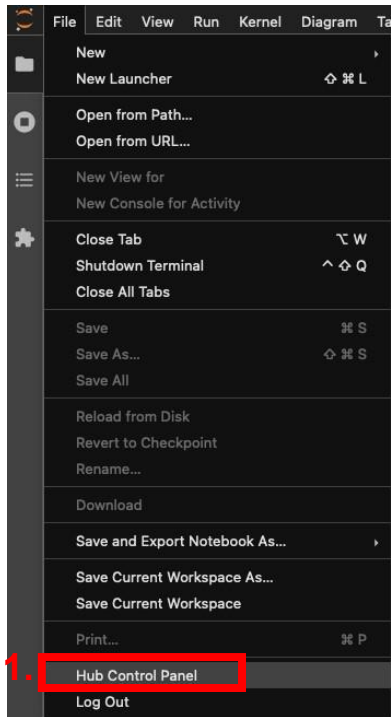 File Edit View Run Kernel Diagram Ta
New
New Launcher ⇧ ⌘ L
Open from Path...
Open from URL...
New View for
New Console for Activity
Close Tab ⌥ W
Shutdown Terminal ^ ⇧ Q
Close All Tabs
Save ⌘ S
Save As... ⇧ ⌘ S
Save All
Reload from Disk
Revert to Checkpoint
Rename...
Download
Save and Export Notebook As...
Save Current Workspace As...
Save Current Workspace
Print... ⌘ P
1. Hub Control Panel
Log Out